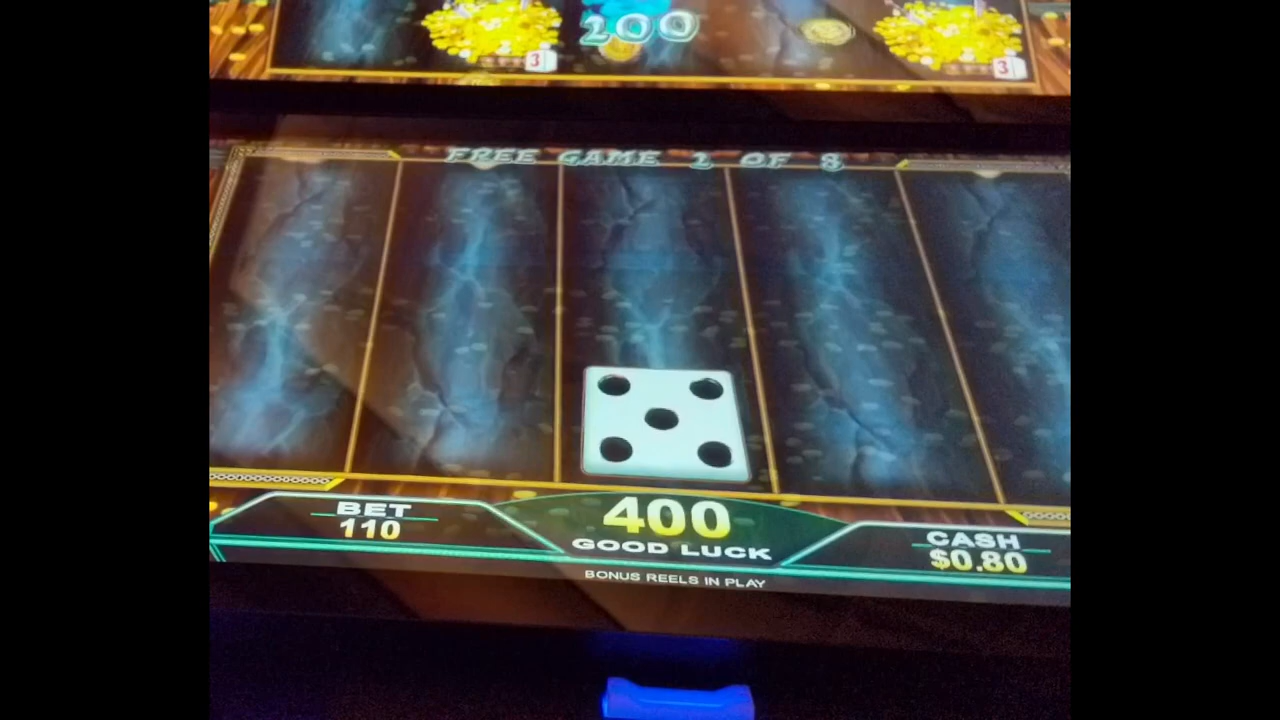 200
3
3
FREE GAME 2 OF 8
BET
110
400
GOOD LUCK
CASH
$0.80
BONUS REELS IN PLAY